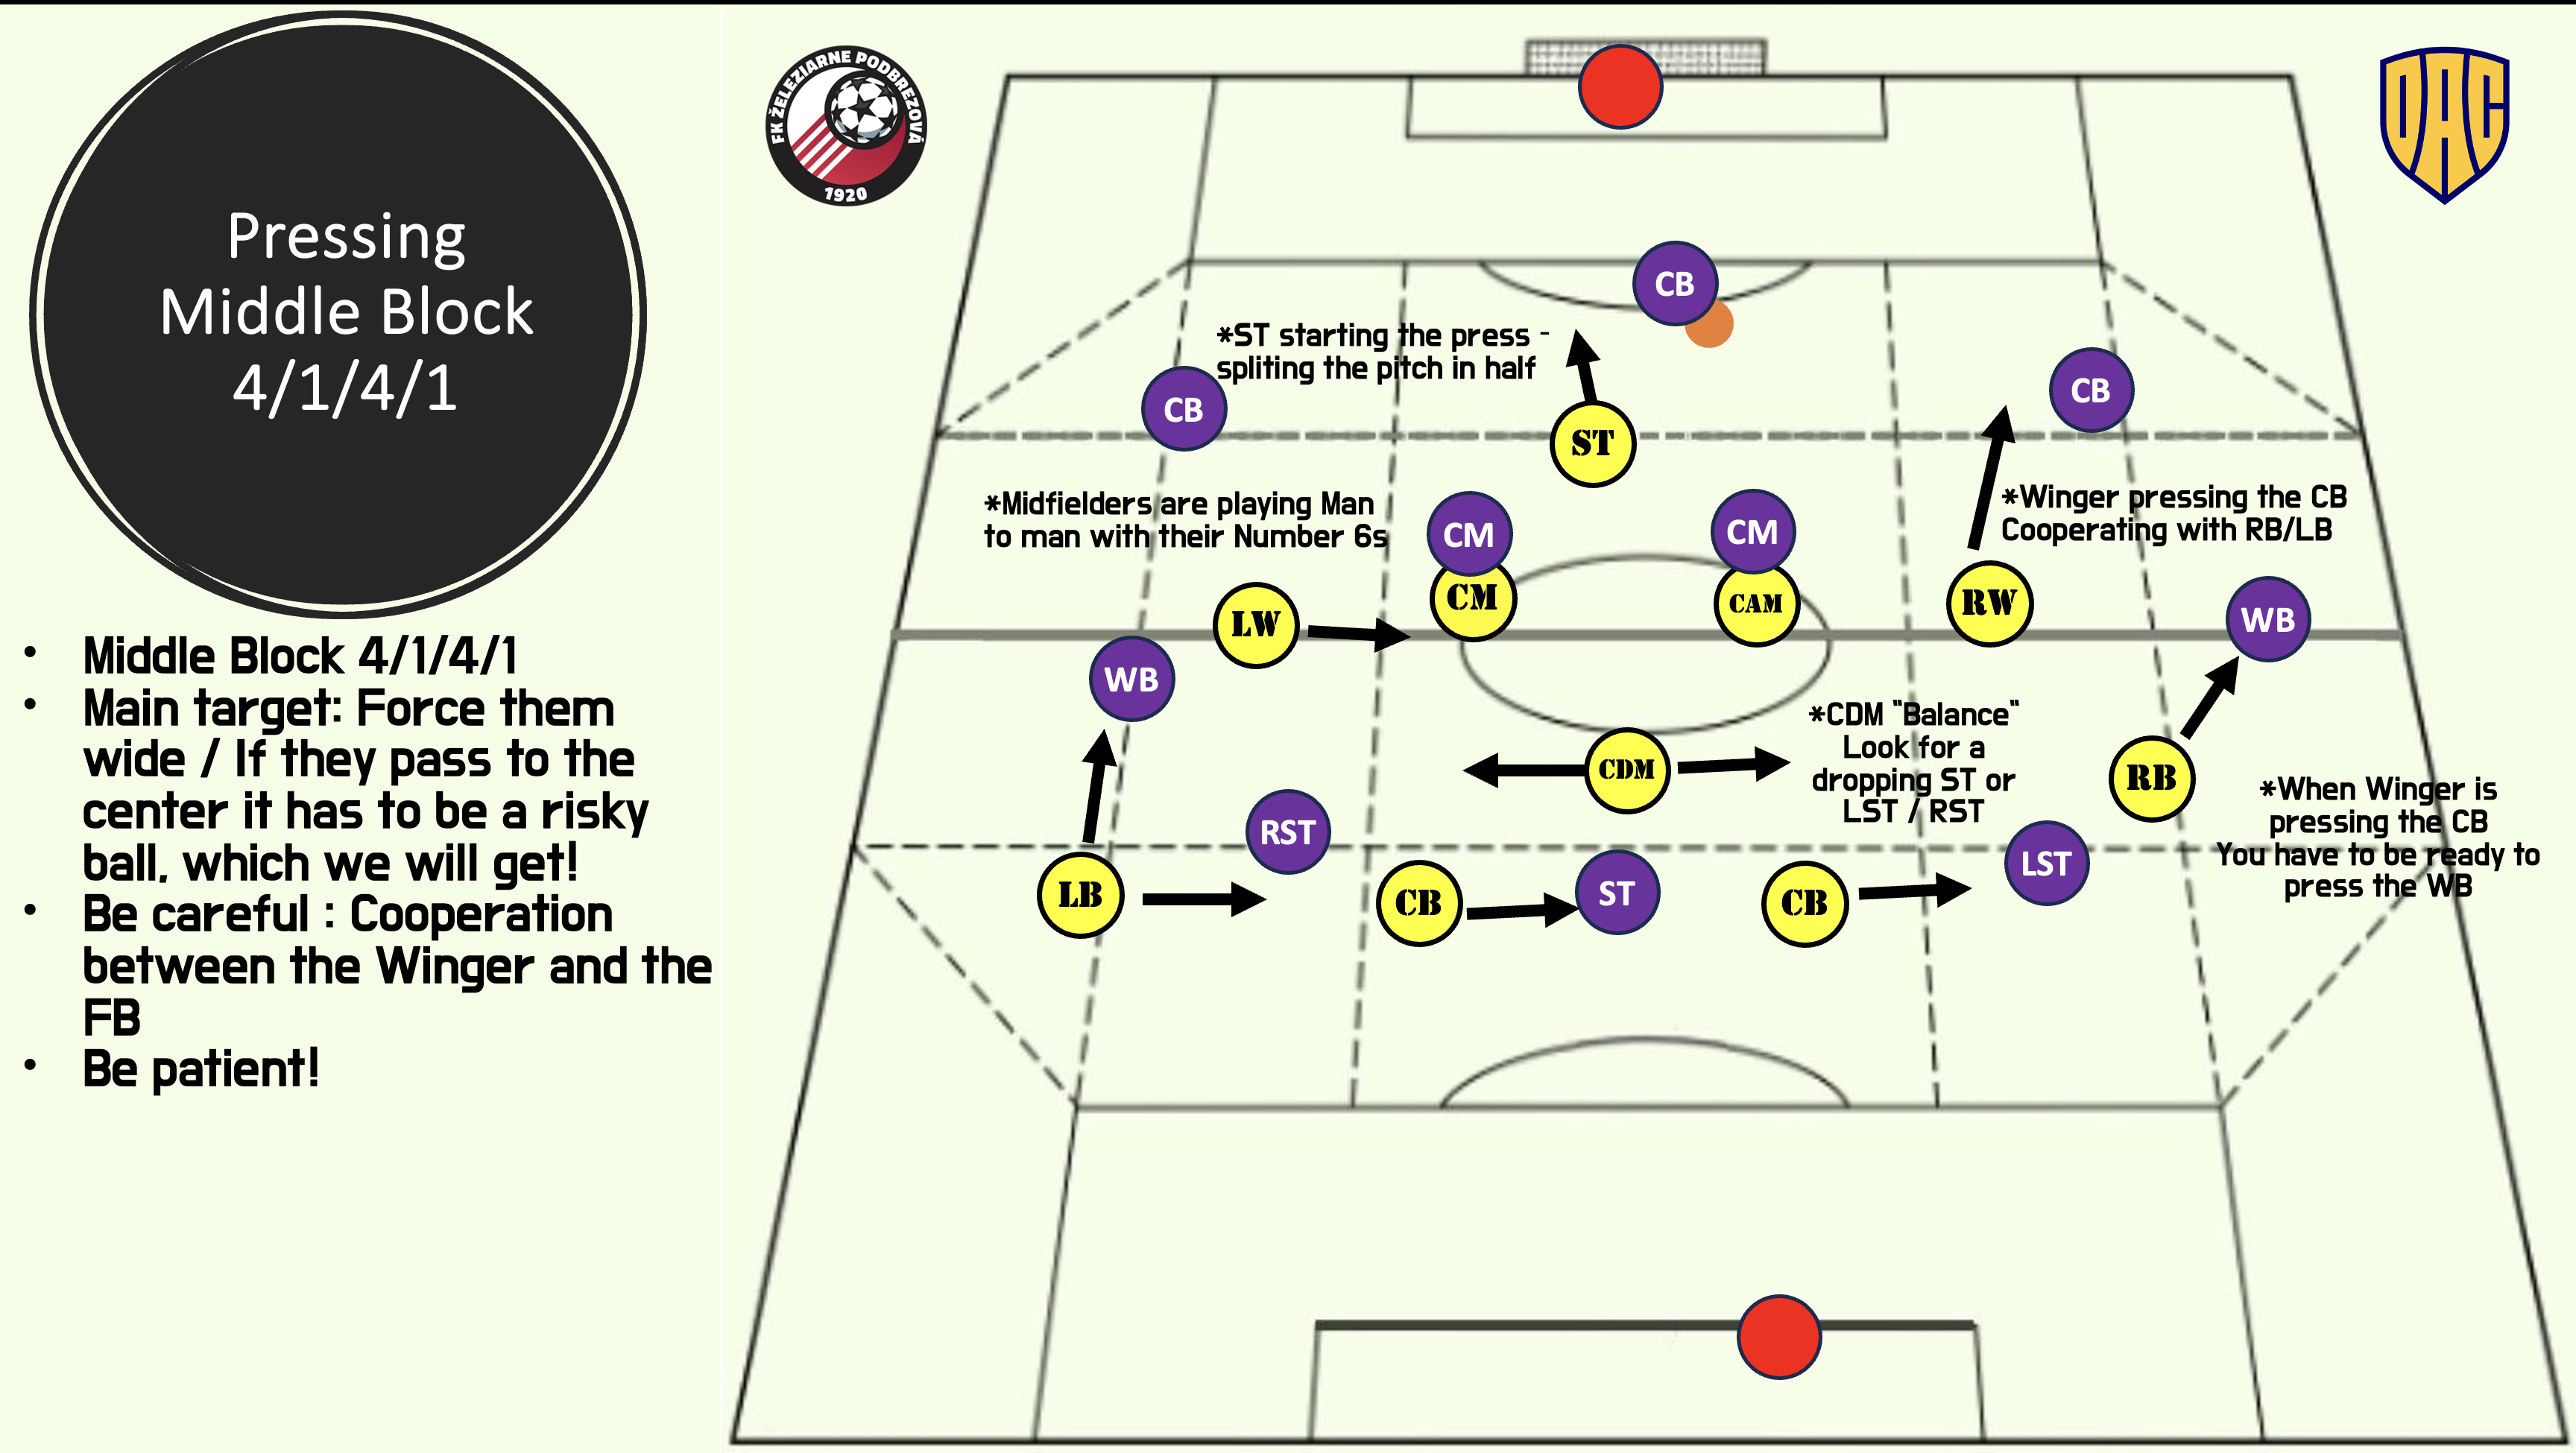 Pressing
Middle Block
4/1/4/1
• Middle Block 4/1/4/1
• Main target: Force them
wide / If they pass to the
center it has to be a risky
ball, which we will get!
• Be careful : Cooperation
between the Winger and the
FB
• Be patient!
FK ŽELEZIARNE PODBREZOVÁ
1920
DAC
CB
*ST starting the press -
spliting the pitch in half
CB
CB
ST
*Midfielders are playing Man
to man with their Number 6s
CM
CM
*Winger pressing the CB
Cooperating with RB/LB
LW
CM
CAM
RW
WB
WB
*CDM "Balance"
Look for a
dropping ST or
LST / RST
CDM
RB
*When Winger is
pressing the CB
You have to be ready to
press the WB
RST
LST
LB
CB
ST
CB